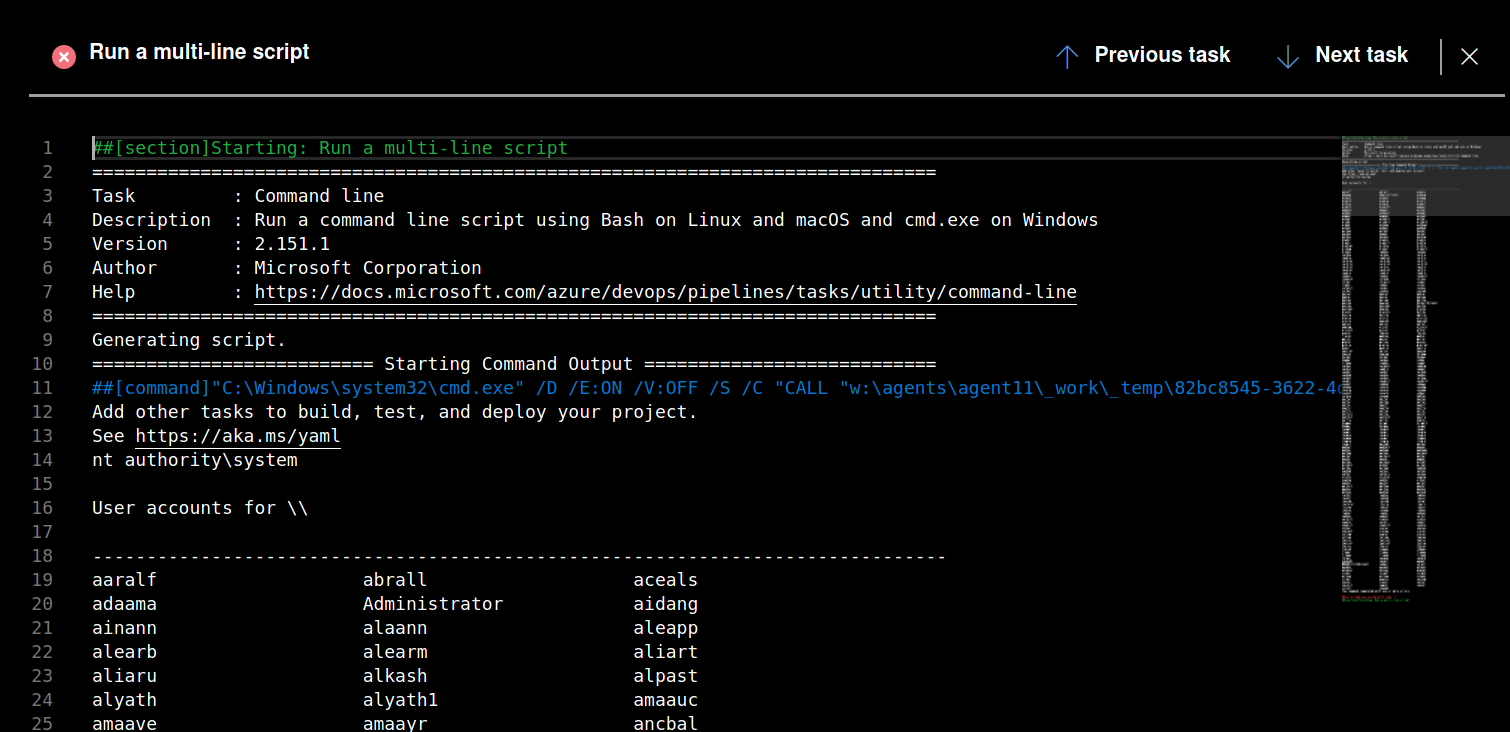 Run a multi-line script
Previous task
Next task
1 ##[section]Starting: Run a multi-line script
2 ==============================================================================
3 Task         : Command line
4 Description  : Run a command line script using Bash on Linux and macOS and cmd.exe on Windows
5 Version      : 2.151.1
6 Author       : Microsoft Corporation
7 Help         : https://docs.microsoft.com/azure/devops/pipelines/tasks/utility/command-line
8 ==============================================================================
9 Generating script.
10 ========================== Starting Command Output ===========================
11 ##[command]"C:\Windows\system32\cmd.exe" /D /E:ON /V:OFF /S /C "CALL "w:\agents\agent11\_work\_temp\82bc8545-3622-4
12 Add other tasks to build, test, and deploy your project.
13 See https://aka.ms/yaml
14 nt authority\system
15
16 User accounts for \\
17
18 -------------------------------------------------------------------------------
19 aaralf                   abrall                   aceals
20 adaama                   Administrator            aidang
21 ainann                   alaann                   aleapp
22 alearb                   alearm                   aliart
23 aliaru                   alkash                   alpast
24 alyath                   alyath1                  amaauc
25 amaave                   amaayr                   ancbal